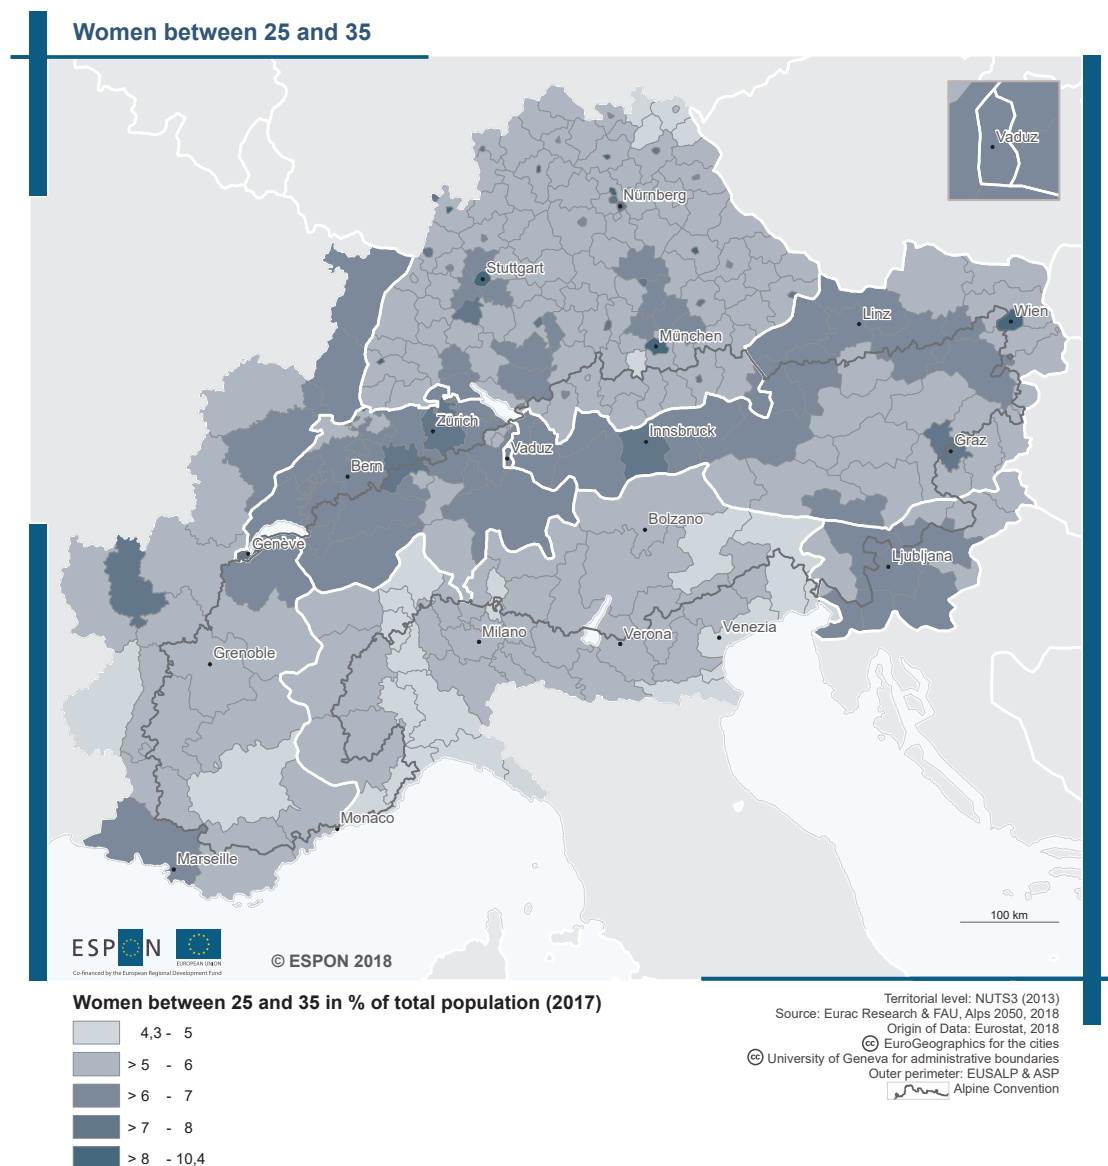 Women between 25 and 35
Vaduz
Nürnberg
Stuttgart
Linz
Wien
München
Zürich
Innsbruck
Graz
Vaduz
Bern
Bolzano
Genève
Ljubljana
Milano
Verona
Venezia
Grenoble
Monaco
Marseille
100 km
ESPON
EUROPEAN UNION
Co-financed by the European Regional Development Fund
© ESPON 2018
Women between 25 and 35 in % of total population (2017)
4,3 - 5
> 5 - 6
> 6 - 7
> 7 - 8
> 8 - 10,4
Territorial level: NUTS3 (2013)
Source: Eurac Research & FAU, Alps 2050, 2018
Origin of Data: Eurostat, 2018
cc EuroGeographics for the cities
cc University of Geneva for administrative boundaries
Outer perimeter: EUSALP & ASP
Alpine Convention